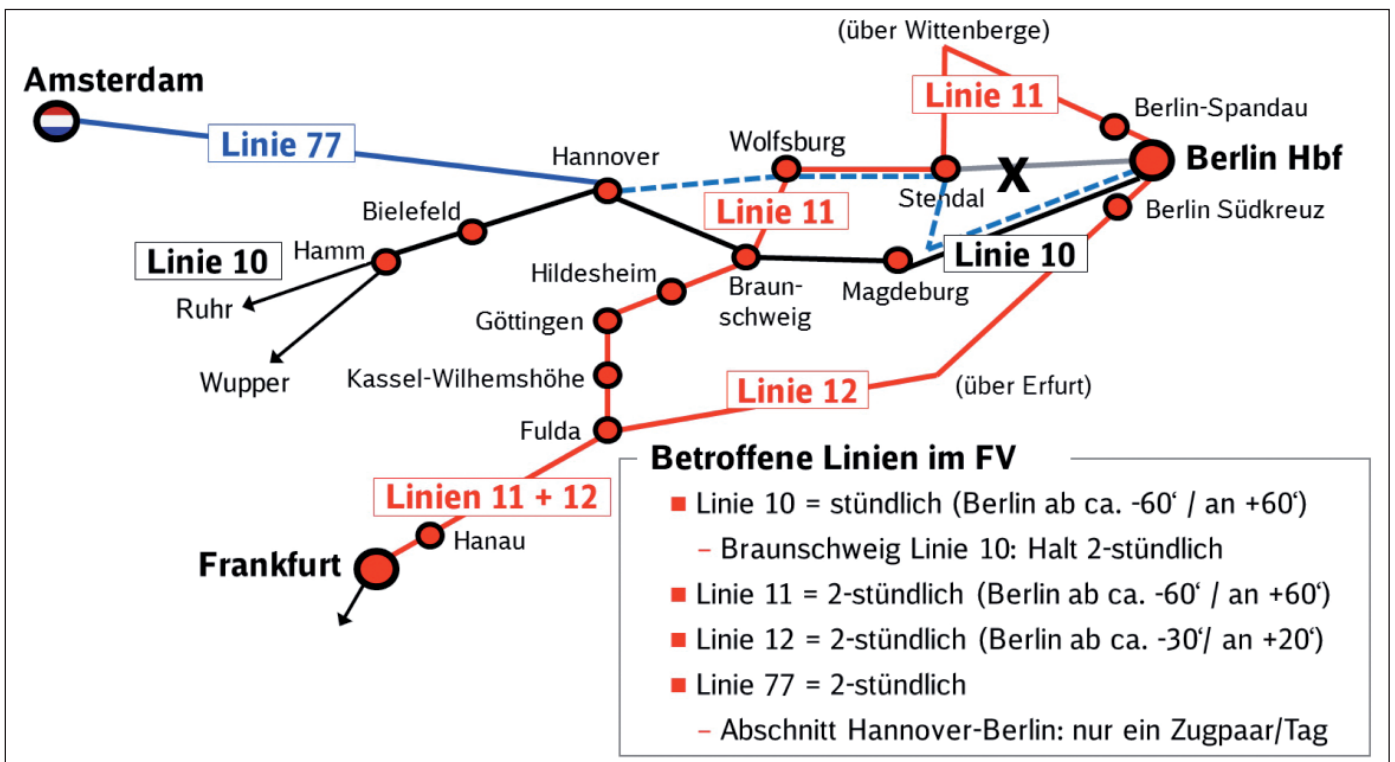 (über Wittenberge)
Amsterdam
Linie 11
Berlin-Spandau
Linie 77
Wolfsburg
Hannover
Berlin Hbf
X
Bielefeld
Stendal
Linie 11
Berlin Südkreuz
Hamm
Linie 10
Linie 10
Hildesheim
Braun-
schweig
Magdeburg
Ruhr
Göttingen
Wupper
Kassel-Wilhemshöhe
Linie 12
(über Erfurt)
Fulda
Linien 11 + 12
Hanau
Frankfurt
Betroffene Linien im FV
Linie 10 = stündlich (Berlin ab ca. -60‘ / an +60‘)
– Braunschweig Linie 10: Halt 2-stündlich
Linie 11 = 2-stündlich (Berlin ab ca. -60‘ / an +60‘)
Linie 12 = 2-stündlich (Berlin ab ca. -30‘/ an +20‘)
Linie 77 = 2-stündlich
– Abschnitt Hannover-Berlin: nur ein Zugpaar/Tag